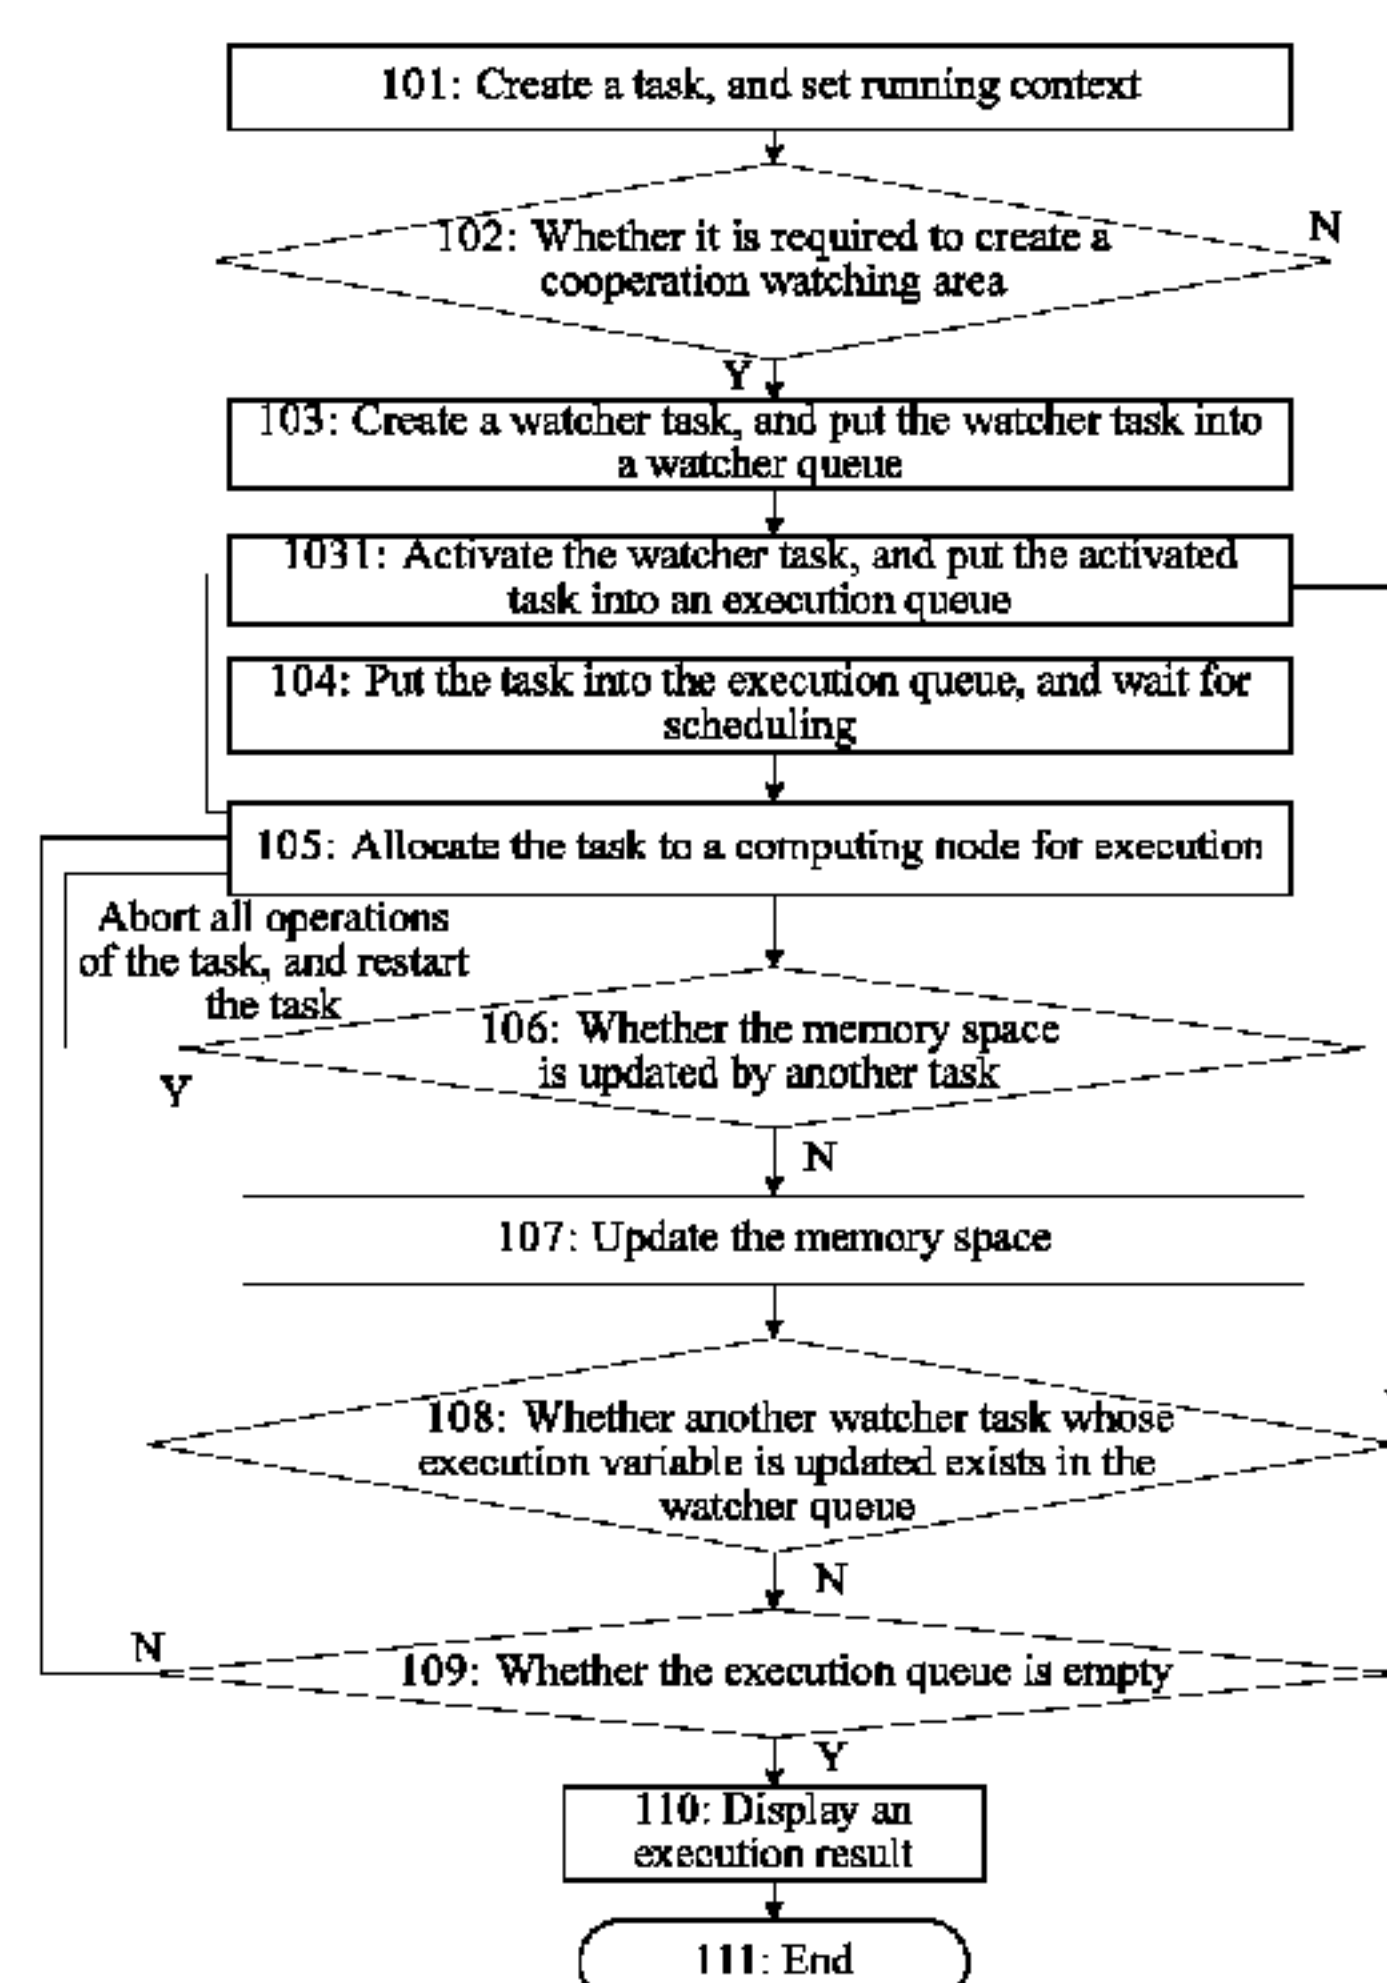 101: Create a task, and set running context
102: Whether it is required to create a
cooperation watching area
N
Y
103: Create a watcher task, and put the watcher task into
a watcher queue
1031: Activate the watcher task, and put the activated
task into an execution queue
104: Put the task into the execution queue, and wait for
scheduling
105: Allocate the task to a computing node for execution
Abort all operations
of the task, and restart
the task
106: Whether the memory space
is updated by another task
Y
N
107: Update the memory space
108: Whether another watcher task whose
execution variable is updated exists in the
watcher queue
N
N
109: Whether the execution queue is empty
Y
110: Display an
execution result
111: End